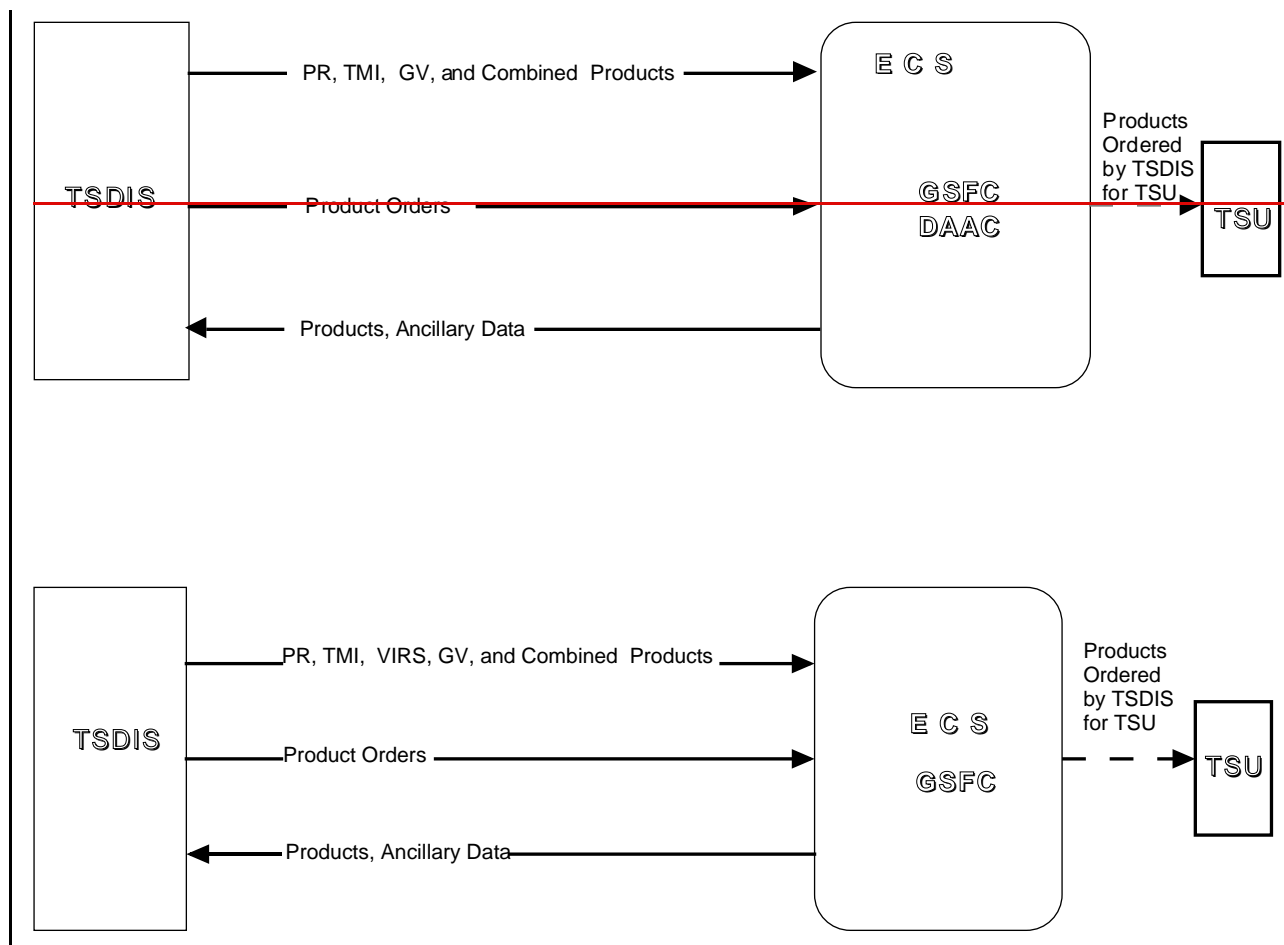 PR, TMI, GV, and Combined Products
E C S
Products
Ordered
by TSDIS
for TSU
TSDIS
Product Orders
GSFC
DAAC
TSU
Products, Ancillary Data
PR, TMI, VIRS, GV, and Combined Products
Products
Ordered
by TSDIS
for TSU
TSDIS
E C S
Product Orders
GSFC
TSU
Products, Ancillary Data